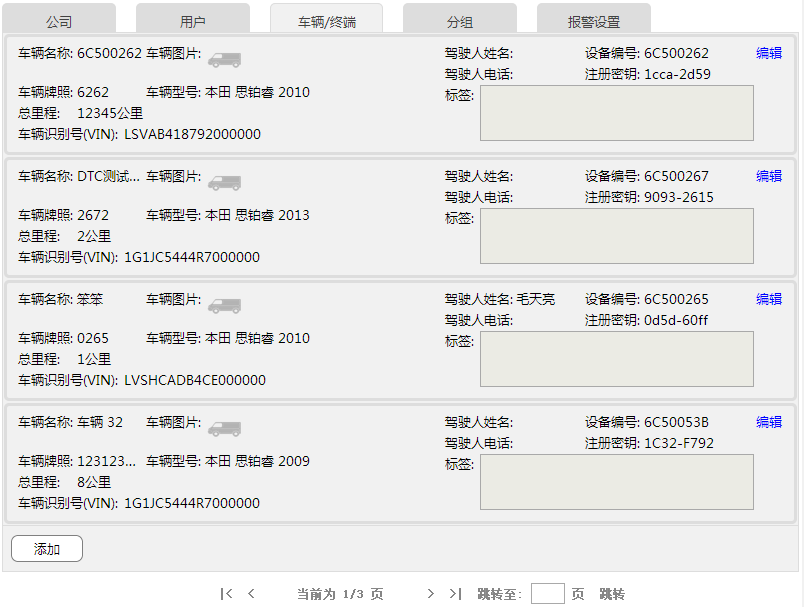 公司 用户 车辆/终端 分组 报警设置
车辆名称: 6C500262 车辆图片: 驾驶人姓名: 设备编号: 6C500262 编辑
驾驶人电话: 注册密钥: 1cca-2d59
车辆牌照: 6262 车辆型号: 本田 思铂睿 2010 标签:
总里程: 12345公里
车辆识别号(VIN): LSVAB418792000000
车辆名称: DTC测试... 车辆图片: 驾驶人姓名: 设备编号: 6C500267 编辑
驾驶人电话: 注册密钥: 9093-2615
车辆牌照: 2672 车辆型号: 本田 思铂睿 2013 标签:
总里程: 2公里
车辆识别号(VIN): 1G1JC5444R7000000
车辆名称: 笨笨 车辆图片: 驾驶人姓名: 毛天亮 设备编号: 6C500265 编辑
驾驶人电话: 注册密钥: 0d5d-60ff
车辆牌照: 0265 车辆型号: 本田 思铂睿 2010 标签:
总里程: 1公里
车辆识别号(VIN): LVSHCADB4CE000000
车辆名称: 车辆 32 车辆图片: 驾驶人姓名: 设备编号: 6C50053B 编辑
驾驶人电话: 注册密钥: 1C32-F792
车辆牌照: 123123... 车辆型号: 本田 思铂睿 2009 标签:
总里程: 8公里
车辆识别号(VIN): 1G1JC5444R7000000
添加
|< < 当前为 1/3 页 > >| 跳转至: 页 跳转